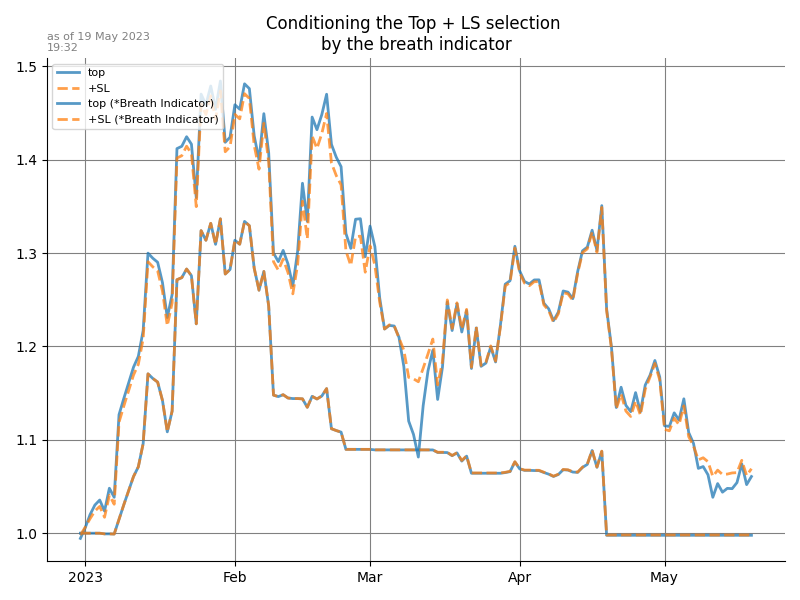 Conditioning the Top + LS selection
by the breath indicator
as of 19 May 2023
19:32
top
+SL
top (*Breath Indicator)
+SL (*Breath Indicator)
1.5
1.4
1.3
1.2
1.1
1.0
2023 Feb Mar Apr May